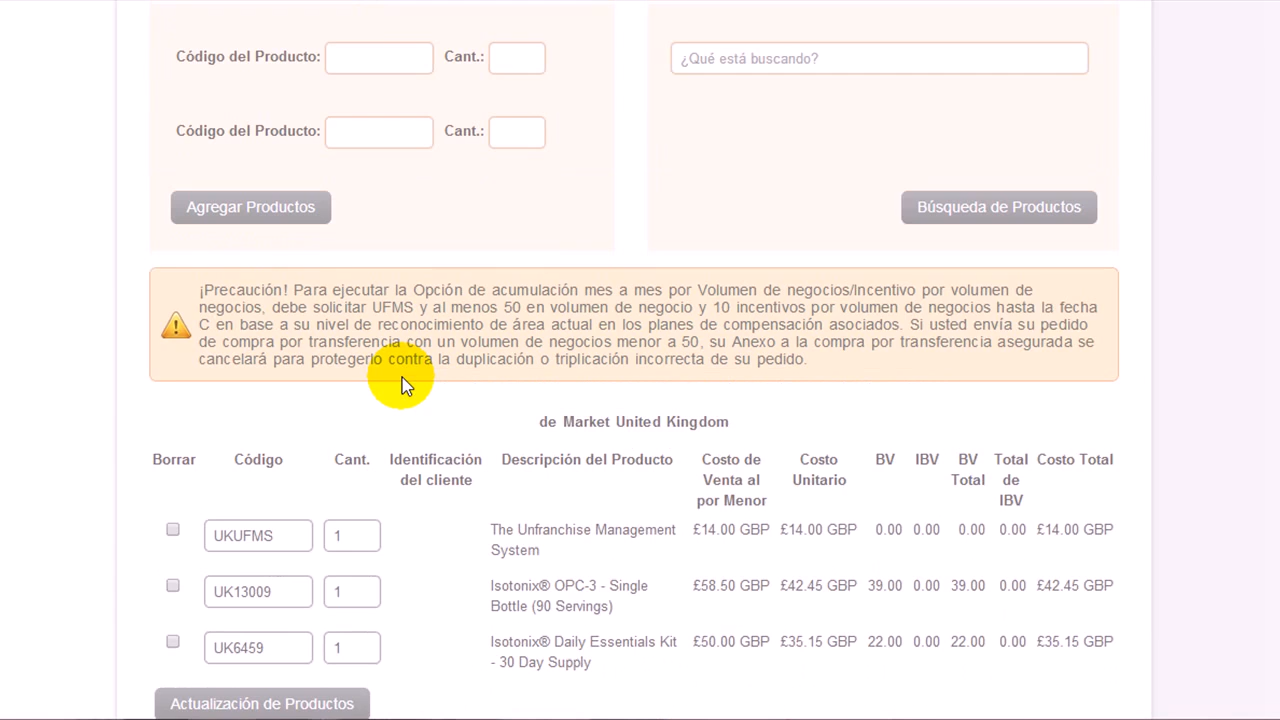 Código del Producto: Cant.: ¿Qué está buscando?
Código del Producto: Cant.:
Agregar Productos Búsqueda de Productos
¡Precaución! Para ejecutar la Opción de acumulación mes a mes por Volumen de negocios/Incentivo por volumen de
negocios, debe solicitar UFMS y al menos 50 en volumen de negocio y 10 incentivos por volumen de negocios hasta la fecha
C en base a su nivel de reconocimiento de área actual en los planes de compensación asociados. Si usted envía su pedido
de compra por transferencia con un volumen de negocios menor a 50, su Anexo a la compra por transferencia asegurada se
cancelará para protegerlo contra la duplicación o triplicación incorrecta de su pedido.
de Market United Kingdom
Borrar Código Cant. Identificación Descripción del Producto Costo de Costo BV IBV BV Total Costo Total
del cliente Venta al Unitario Total de
por Menor IBV
UKUFMS 1 The Unfranchise Management £14.00 GBP £14.00 GBP 0.00 0.00 0.00 0.00 £14.00 GBP
System
UK13009 1 Isotonix® OPC-3 - Single £58.50 GBP £42.45 GBP 39.00 0.00 39.00 0.00 £42.45 GBP
Bottle (90 Servings)
UK6459 1 Isotonix® Daily Essentials Kit £50.00 GBP £35.15 GBP 22.00 0.00 22.00 0.00 £35.15 GBP
- 30 Day Supply
Actualización de Productos